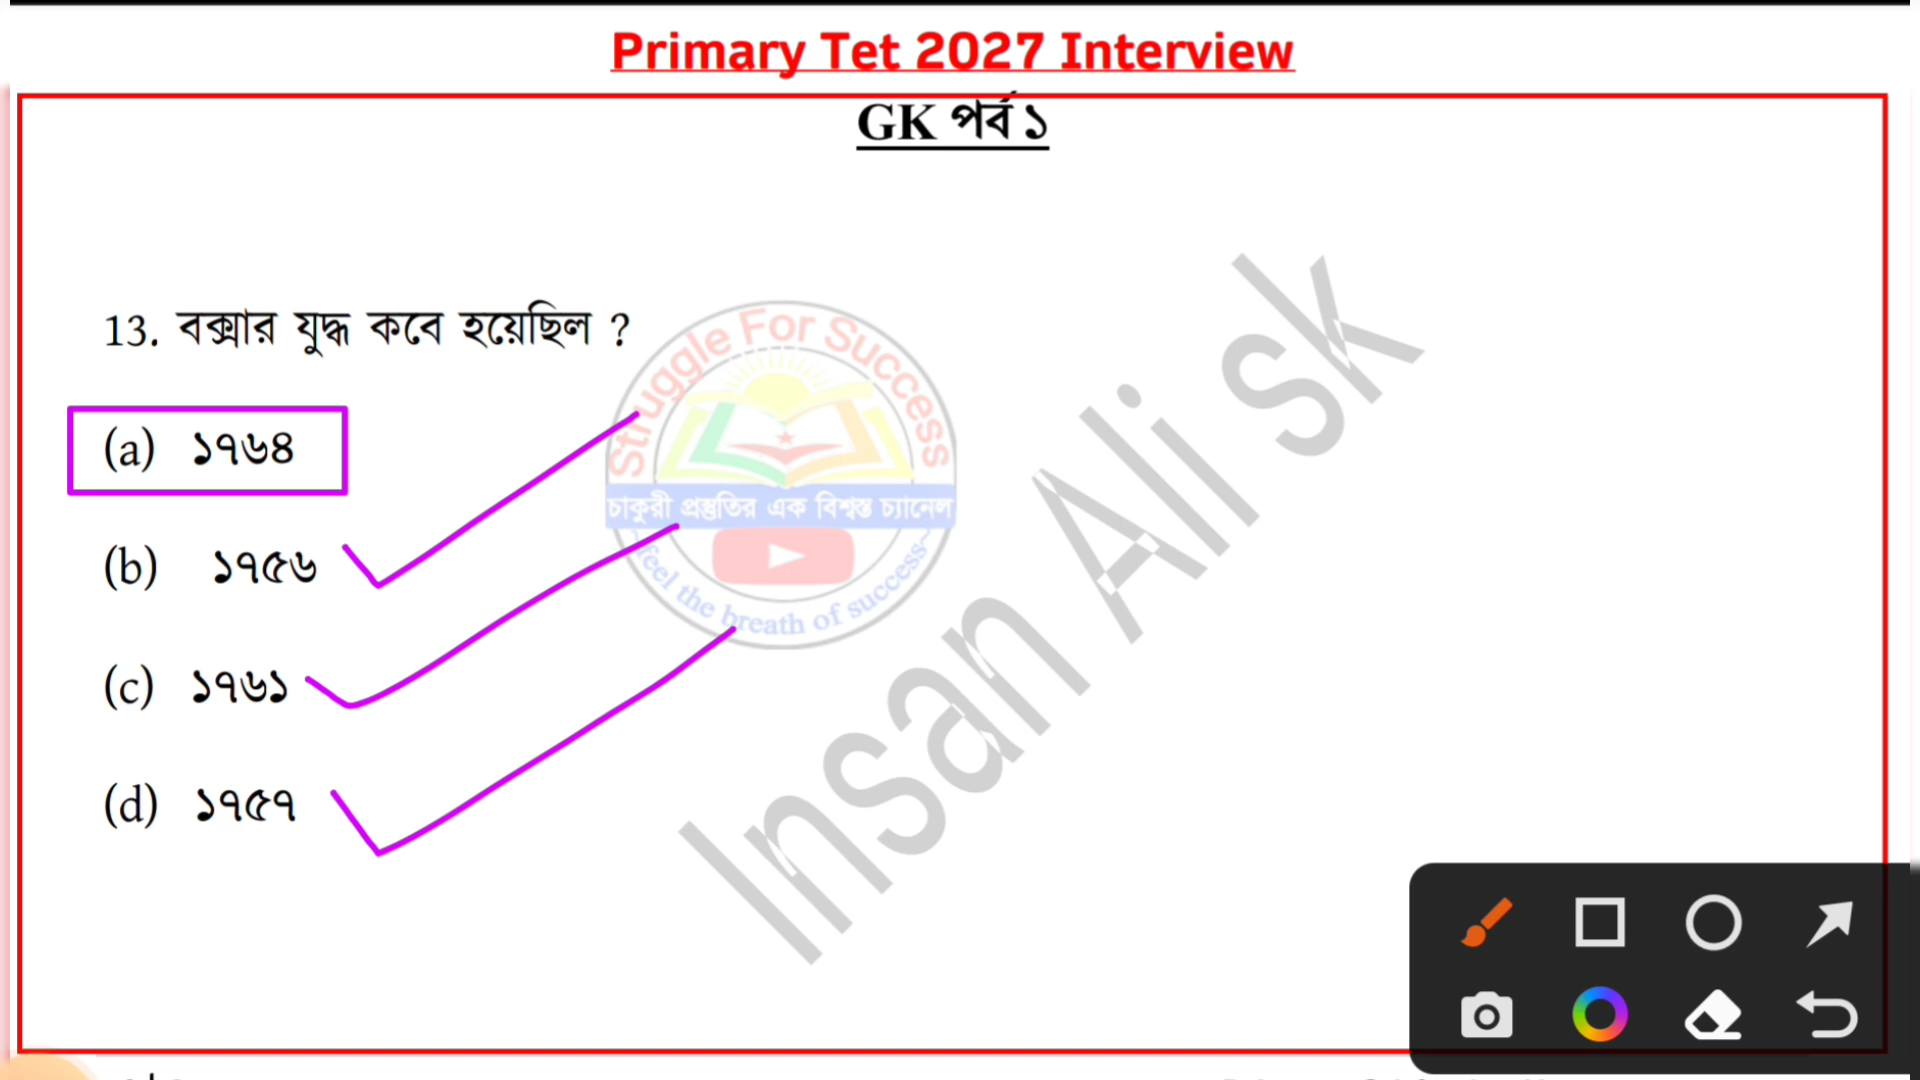 Primary Tet 2027 Interview
GK পর্ব ১
13. বক্সার যুদ্ধ কবে হয়েছিল ?
(a) ১৭৬৪
(b) ১৭৫৬
(c) ১৭৬১
(d) ১৭৫৭
Struggle For Success
চাকুরী প্রস্তুতির এক বিশ্বস্ত চ্যানেল
~feel the breath of success~
Insan Ali sk